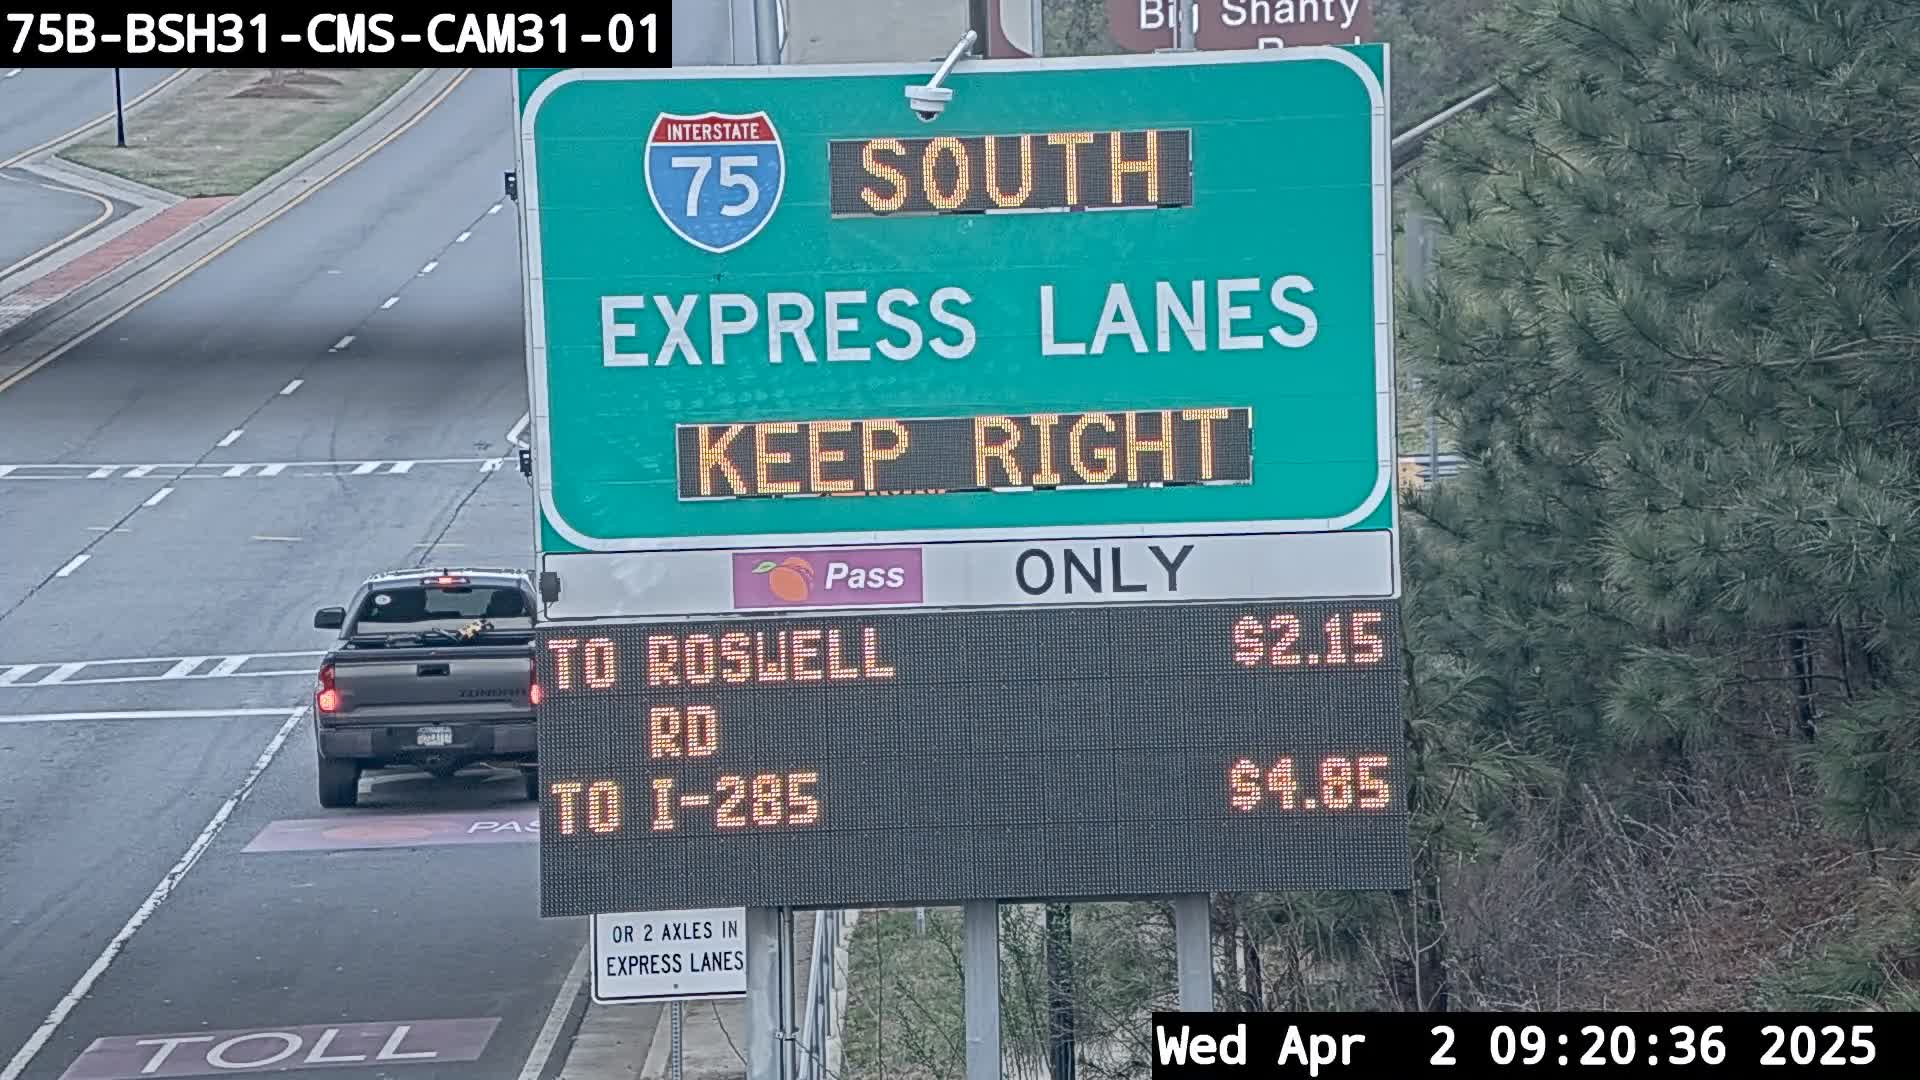 75B-BSH31-CMS-CAM31-01
Big Shanty
INTERSTATE
75
SOUTH
EXPRESS LANES
KEEP RIGHT
Pass ONLY
TO ROSWELL $2.15
RD
TO I-285 $4.85
TUNDRA
PAS
OR 2 AXLES IN
EXPRESS LANES
TOLL
Wed Apr 2 09:20:36 2025